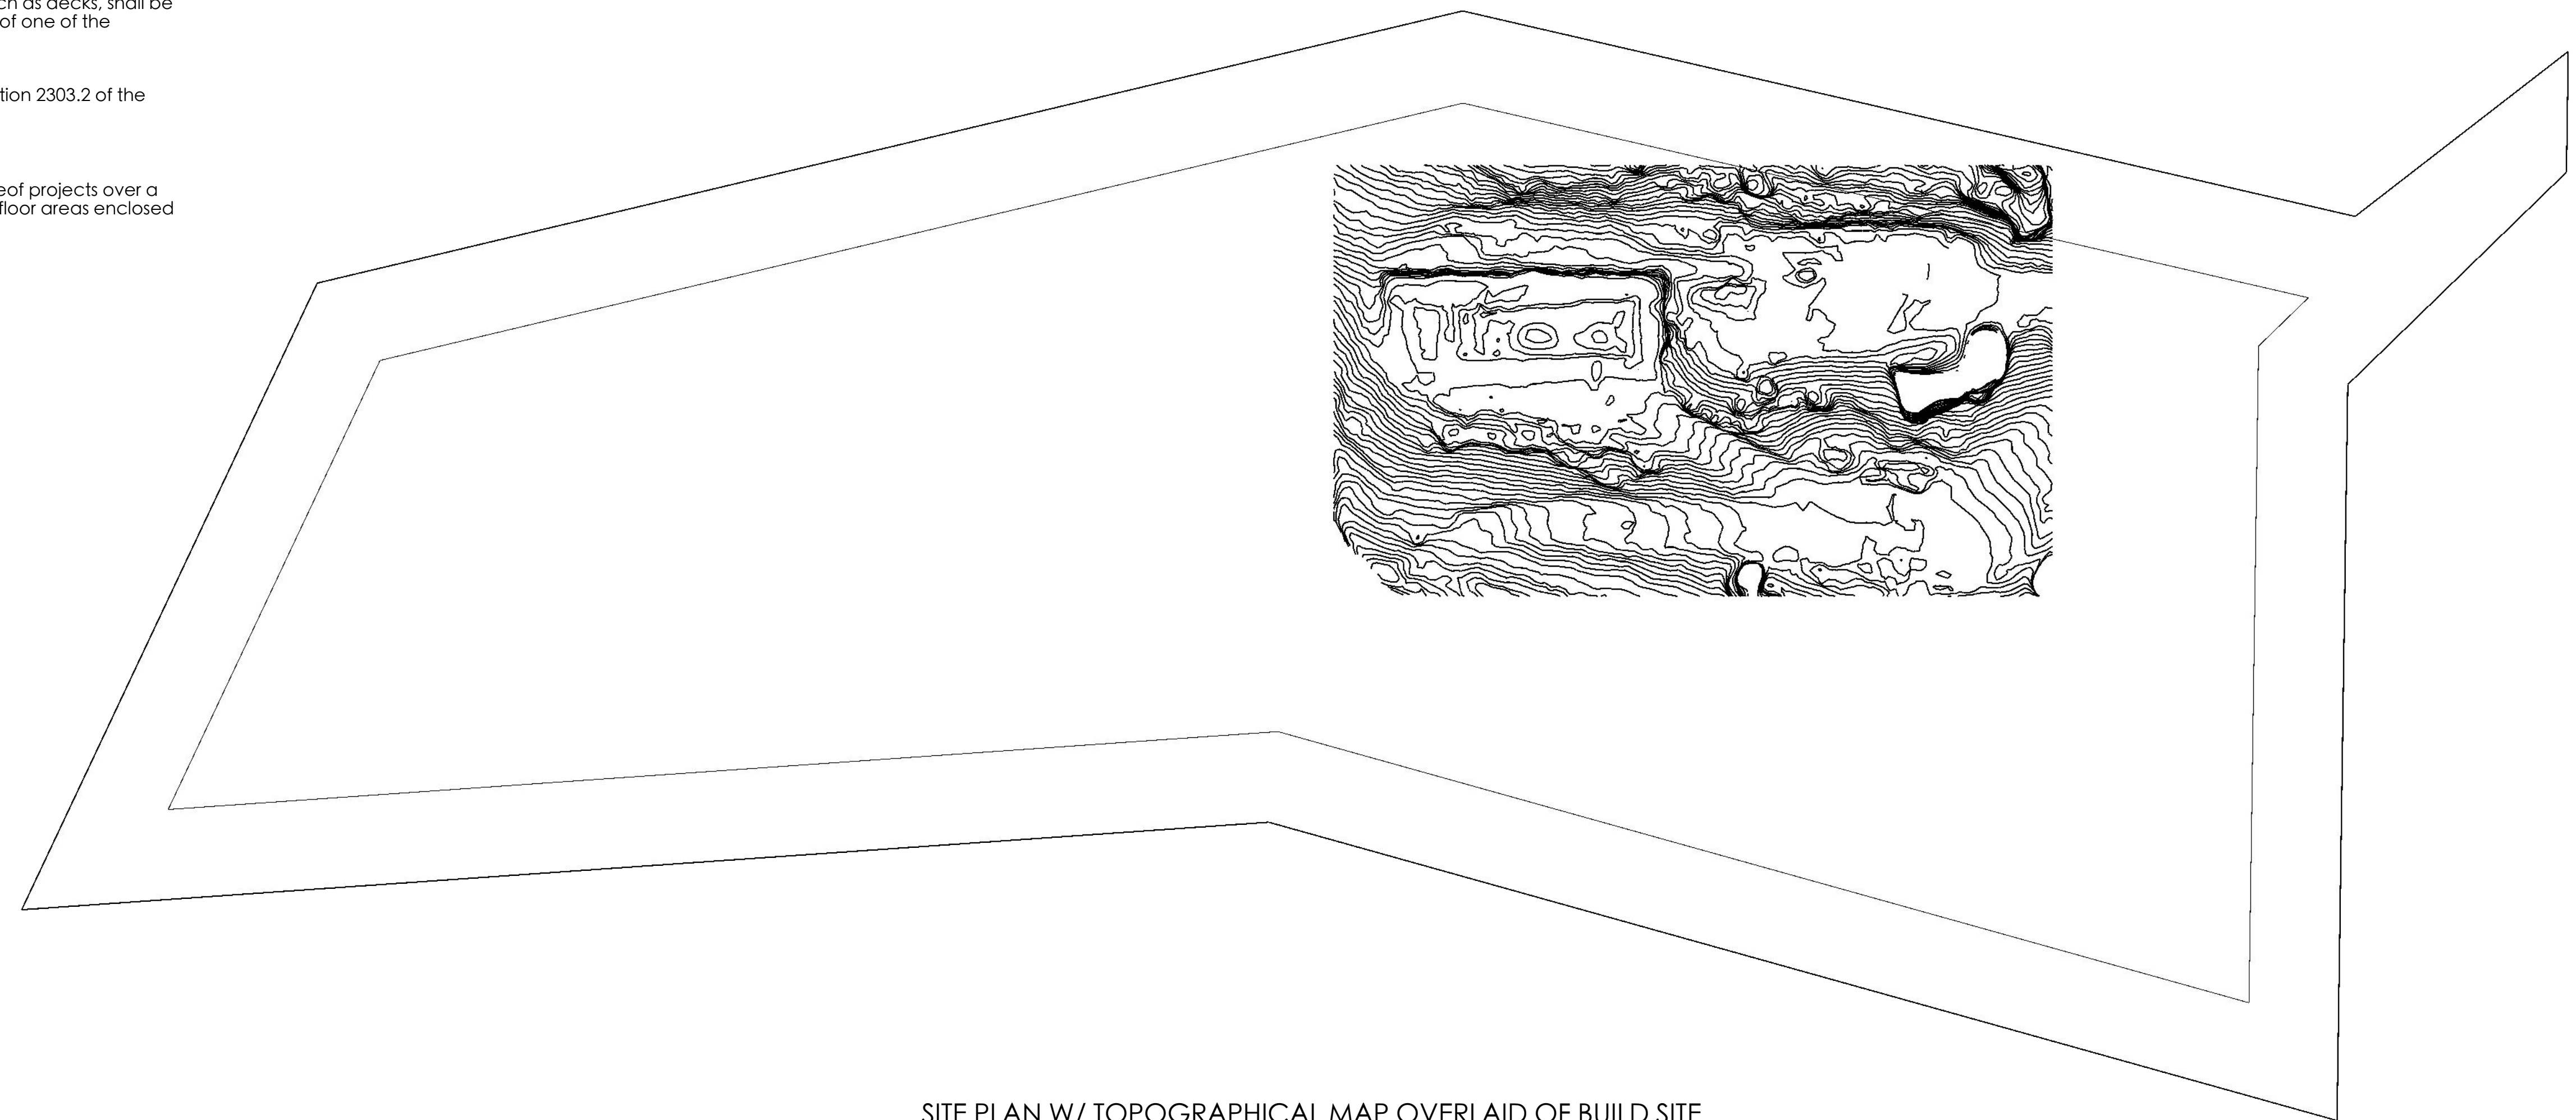 ch as decks, shall be
of one of the
tion 2303.2 of the
eof projects over a
floor areas enclosed
SITE PLAN W/ TOPOGRAPHICAL MAP OVERLAID OF BUILD SITE